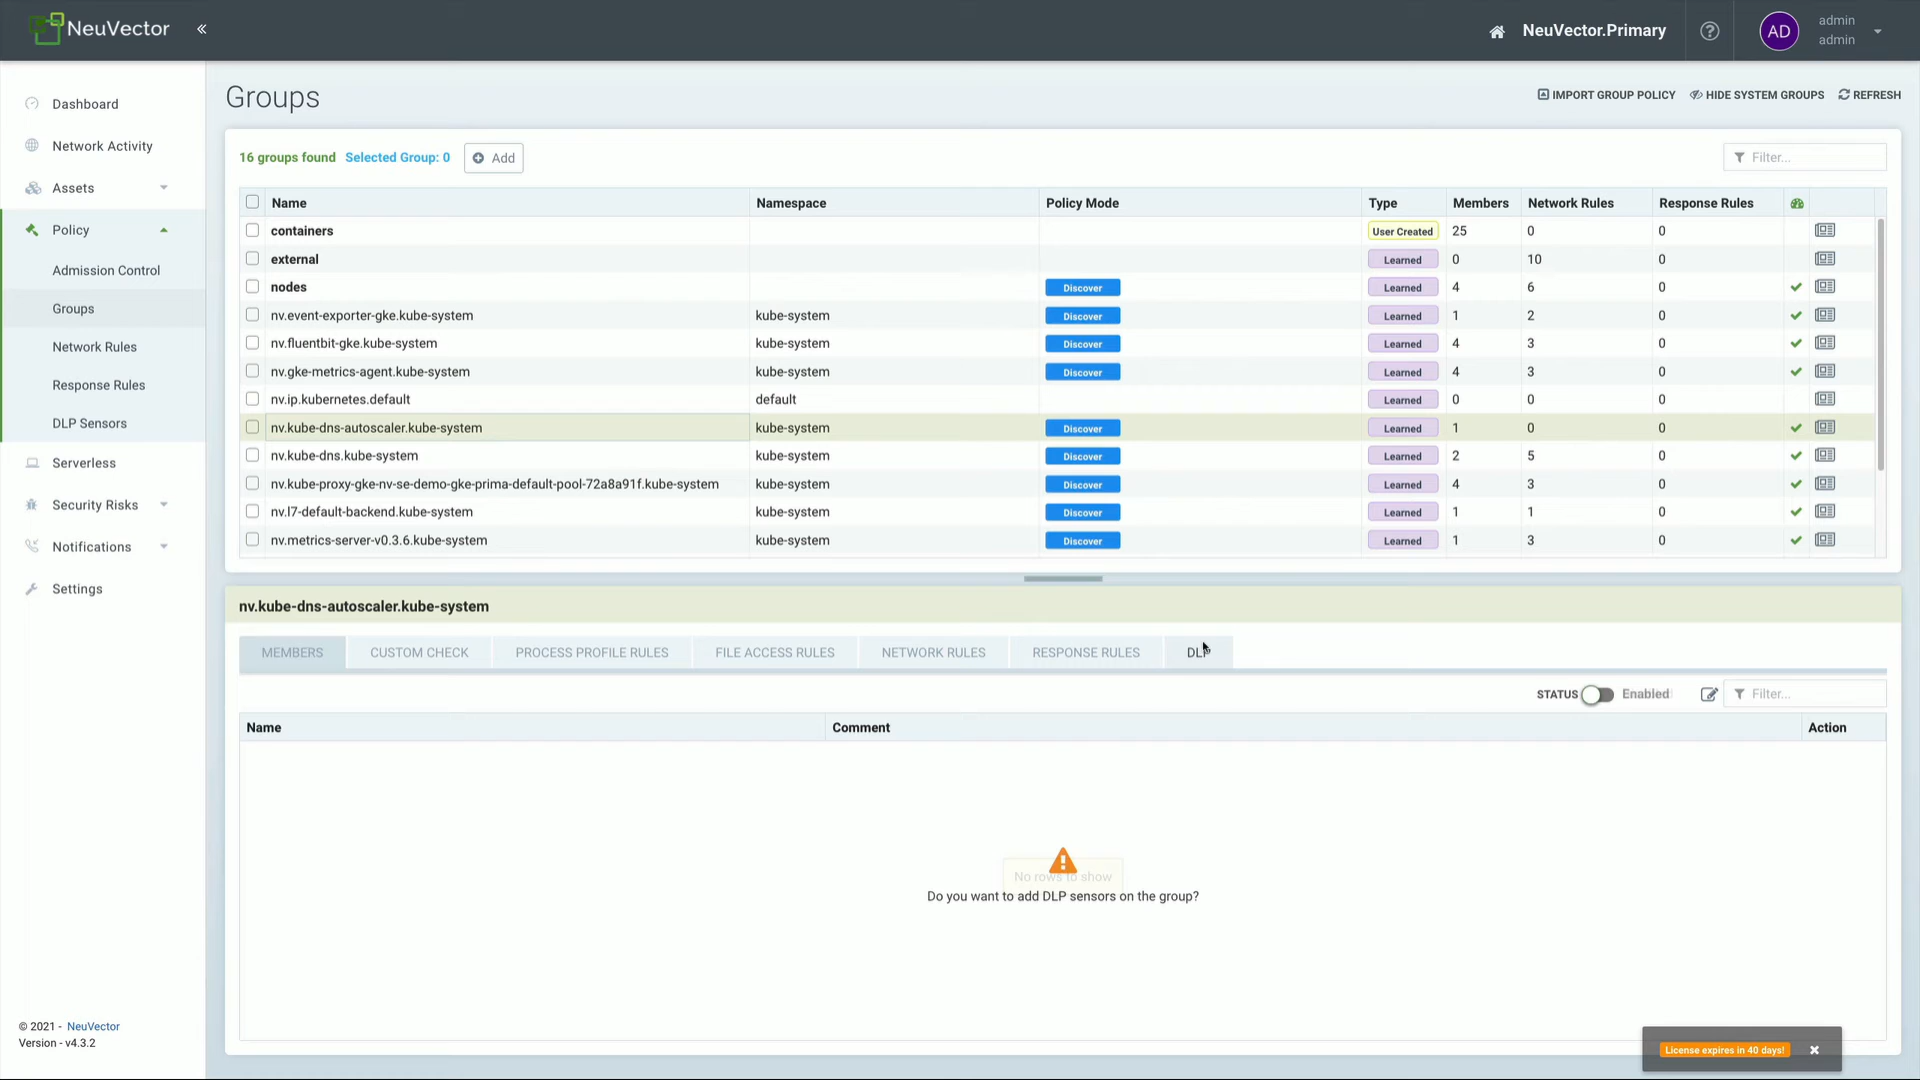 NeuVector «
NeuVector.Primary
AD
admin
admin
Dashboard
Network Activity
Assets
Policy
Admission Control
Groups
Network Rules
Response Rules
DLP Sensors
Serverless
Security Risks
Notifications
Settings
© 2021 - NeuVector
Version - v4.3.2
Groups
IMPORT GROUP POLICY HIDE SYSTEM GROUPS REFRESH
16 groups found Selected Group: 0 Add Filter...
Name Namespace Policy Mode Type Members Network Rules Response Rules
containers User Created 25 0 0
external Learned 0 10 0
nodes Discover Learned 4 6 0
nv.event-exporter-gke.kube-system kube-system Discover Learned 1 2 0
nv.fluentbit-gke.kube-system kube-system Discover Learned 4 3 0
nv.gke-metrics-agent.kube-system kube-system Discover Learned 4 3 0
nv.ip.kubernetes.default default Learned 0 0 0
nv.kube-dns-autoscaler.kube-system kube-system Discover Learned 1 0 0
nv.kube-dns.kube-system kube-system Discover Learned 2 5 0
nv.kube-proxy-gke-nv-se-demo-gke-prima-default-pool-72a8a91f.kube-system kube-system Discover Learned 4 3 0
nv.l7-default-backend.kube-system kube-system Discover Learned 1 1 0
nv.metrics-server-v0.3.6.kube-system kube-system Discover Learned 1 3 0
nv.kube-dns-autoscaler.kube-system
MEMBERS CUSTOM CHECK PROCESS PROFILE RULES FILE ACCESS RULES NETWORK RULES RESPONSE RULES DLP
STATUS Enabled Filter...
Name Comment Action
No rows to show
Do you want to add DLP sensors on the group?
License expires in 40 days!